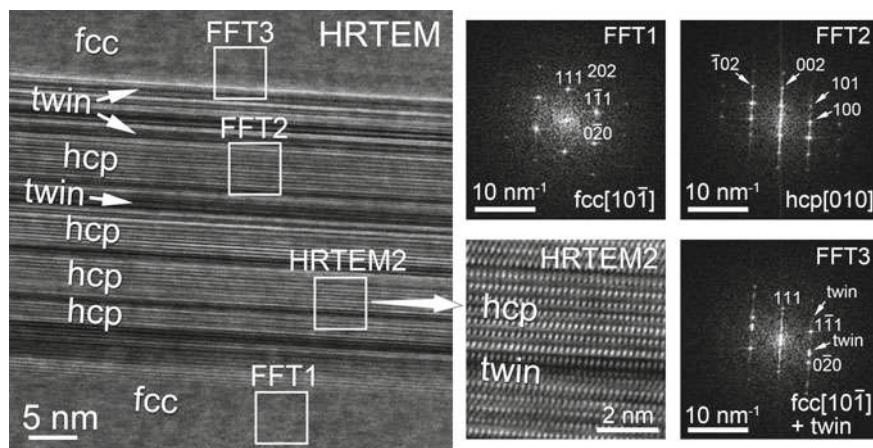 fcc
FFT3
HRTEM
twin
FFT2
hcp
twin
hcp
HRTEM2
hcp
hcp
FFT1
fcc
5 nm
FFT1
111
202
11̄1
02̄0
10 nm⁻¹
fcc[101̄]
FFT2
1̄02
002
101
100
10 nm⁻¹
hcp[010]
HRTEM2
hcp
twin
2 nm
FFT3
111
twin
11̄1
twin
02̄0
10 nm⁻¹
fcc[101̄]
+ twin